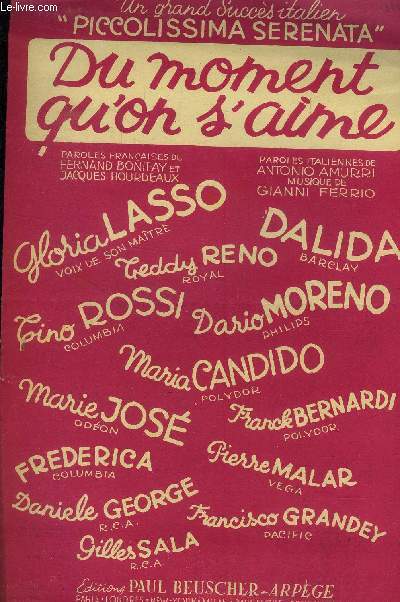 Un grand Succès italien
"PICCOLISSIMA SERENATA"
Du moment
qu'on s'aime
PAROLES FRANÇAISES DE
FERNAND BONIFAY ET
JACQUES HOURDEAUX
PAROLES ITALIENNES DE
ANTONIO AMURRI
MUSIQUE DE
GIANNI FERRIO
Gloria LASSO
VOIX DE SON MAÎTRE
DALIDA
BARCLAY
Teddy RENO
ROYAL
Tino ROSSI
COLUMBIA
Dario MORENO
PHILIPS
Maria CANDIDO
POLYDOR
Marie JOSÉ
ODÉON
Franck BERNARDI
POLYDOR
FREDERICA
COLUMBIA
Pierre MALAR
VEGA
Daniele GEORGE
R.C.A.
Francisco GRANDEY
PACIFIC
Gilles SALA
R.C.A.
Editions PAUL BEUSCHER-ARPÈGE
© Le-livre.com